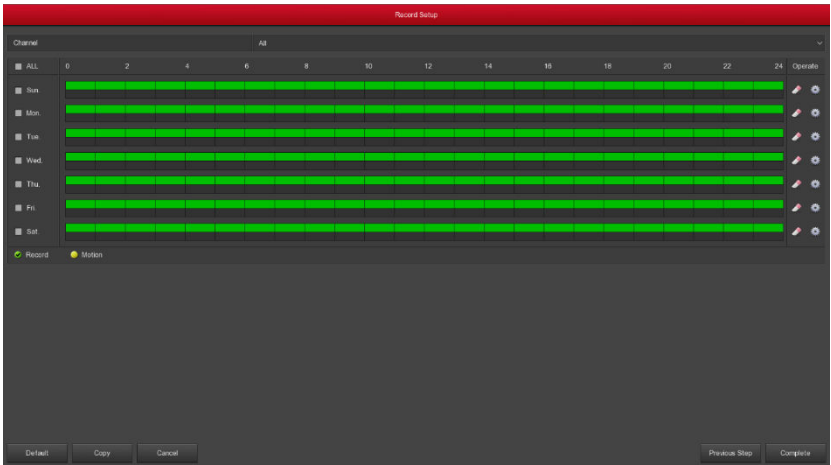 Record Setup
Channel All
ALL 0 2 4 6 8 10 12 14 16 18 20 22 24 Operate
Sun.
Mon.
Tue.
Wed.
Thu.
Fri.
Sat.
Record Motion
Default Copy Cancel Previous Step Complete